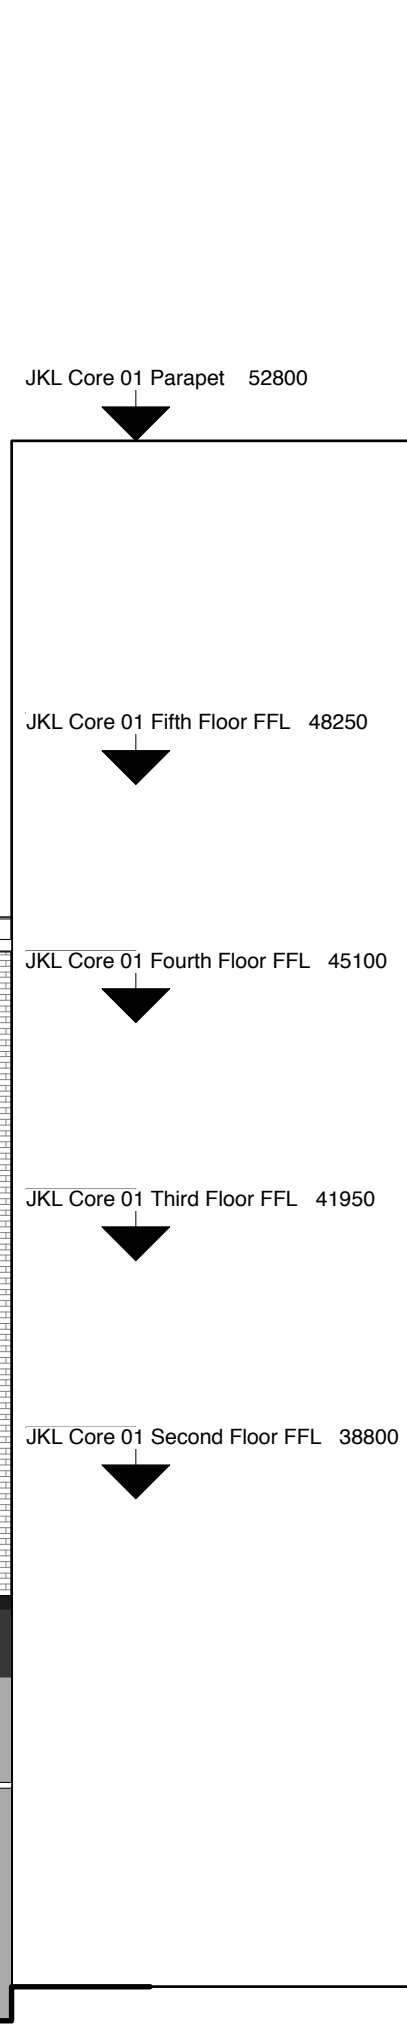 JKL Core 01 Parapet 52800
JKL Core 01 Fifth Floor FFL 48250
JKL Core 01 Fourth Floor FFL 45100
JKL Core 01 Third Floor FFL 41950
JKL Core 01 Second Floor FFL 38800